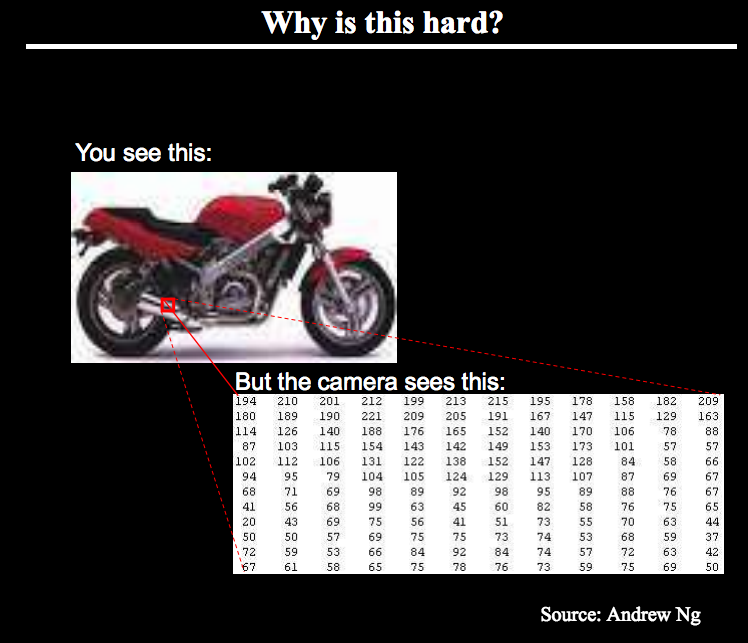 Why is this hard?
You see this:
But the camera sees this:
194 210 201 212 199 213 215 195 178 158 182 209
180 189 190 221 209 205 191 167 147 115 129 163
114 126 140 188 176 165 152 140 170 106 78 88
87 103 115 154 143 142 149 153 173 101 57 57
102 112 106 131 122 138 152 147 128 84 58 66
94 95 79 104 105 124 129 113 107 87 69 67
68 71 69 98 89 92 98 95 89 88 76 67
41 56 68 99 63 45 60 82 58 76 75 65
20 43 69 75 56 41 51 73 55 70 63 44
50 50 57 69 75 75 73 74 53 68 59 37
72 59 53 66 84 92 84 74 57 72 63 42
67 61 58 65 75 78 76 73 59 75 69 50
Source: Andrew Ng